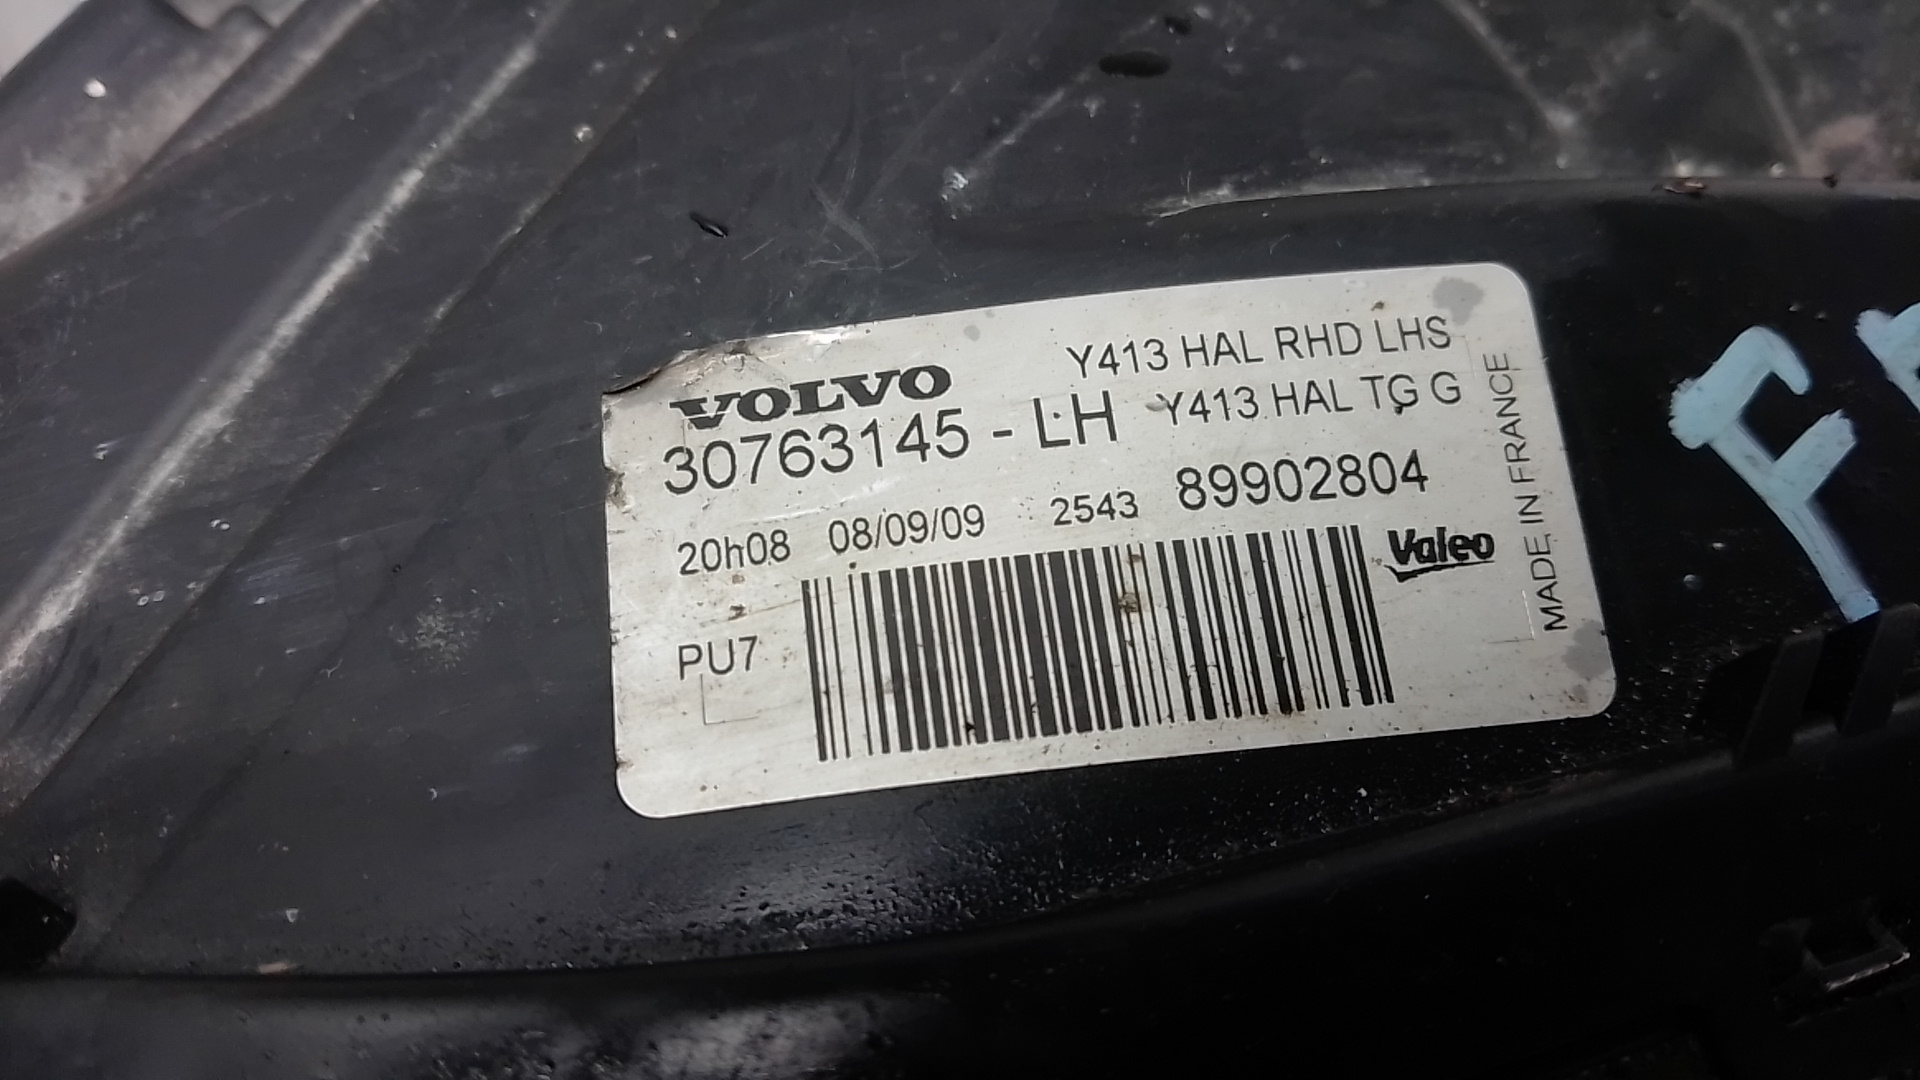 VOLVO
Y413 HAL RHD LHS
30763145 - LH
Y413 HAL TG G
20h08 08/09/09 2543 89902804
Valeo
PU7
MADE IN FRANCE
F